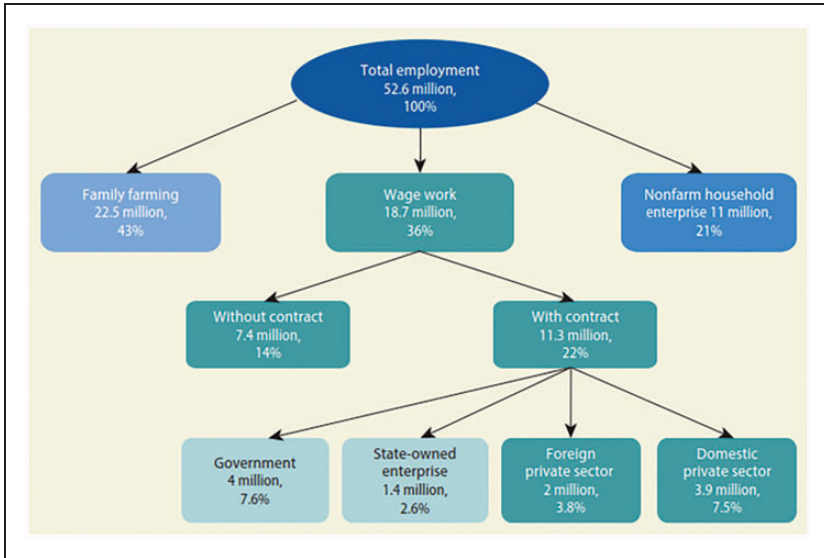 Total employment
52.6 million,
100%
Family farming
22.5 million,
43%
Wage work
18.7 million,
36%
Nonfarm household
enterprise 11 million,
21%
Without contract
7.4 million,
14%
With contract
11.3 million,
22%
Government
4 million,
7.6%
State-owned
enterprise
1.4 million,
2.6%
Foreign
private sector
2 million,
3.8%
Domestic
private sector
3.9 million,
7.5%